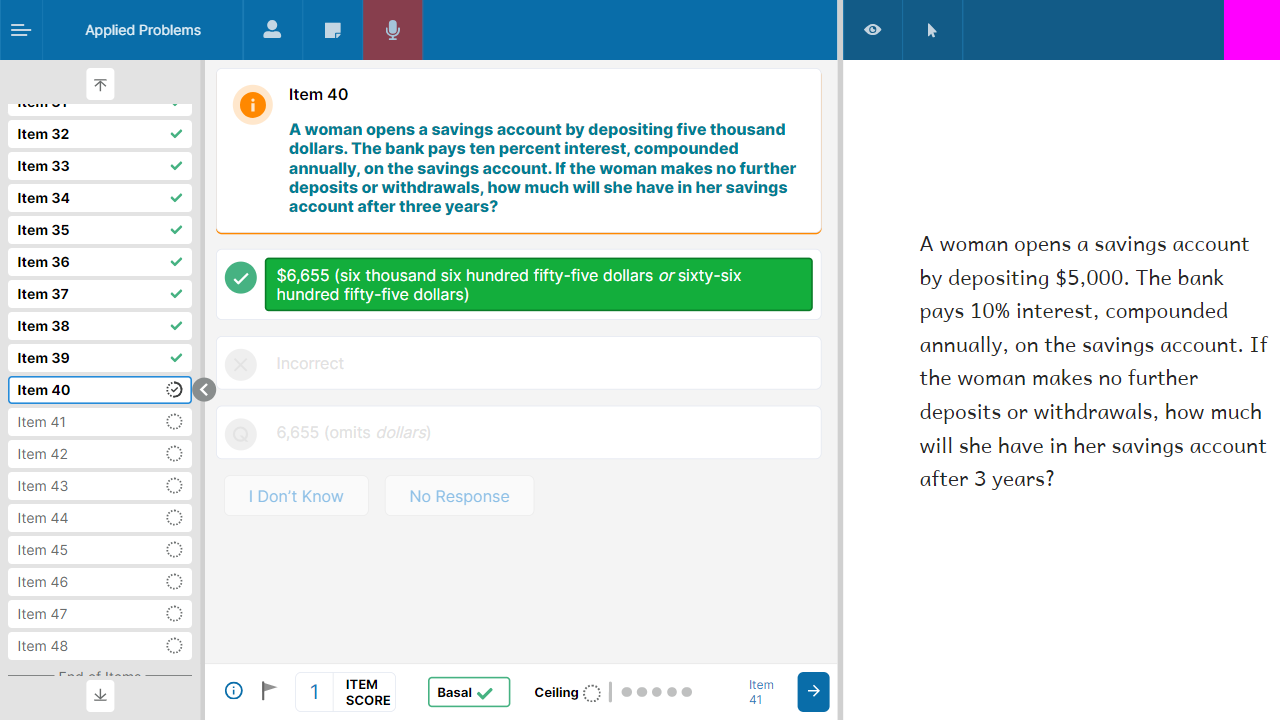 Applied Problems
Item 32
Item 33
Item 34
Item 35
Item 36
Item 37
Item 38
Item 39
Item 40
Item 41
Item 42
Item 43
Item 44
Item 45
Item 46
Item 47
Item 48
End of Items
Item 40
A woman opens a savings account by depositing five thousand
dollars. The bank pays ten percent interest, compounded
annually, on the savings account. If the woman makes no further
deposits or withdrawals, how much will she have in her savings
account after three years?
$6,655 (six thousand six hundred fifty-five dollars or sixty-six
hundred fifty-five dollars)
Incorrect
Q
6,655 (omits dollars)
I Don't Know
No Response
1
ITEM
SCORE
Basal
Ceiling
Item
41
A woman opens a savings account
by depositing $5,000. The bank
pays 10% interest, compounded
annually, on the savings account. If
the woman makes no further
deposits or withdrawals, how much
will she have in her savings account
after 3 years?